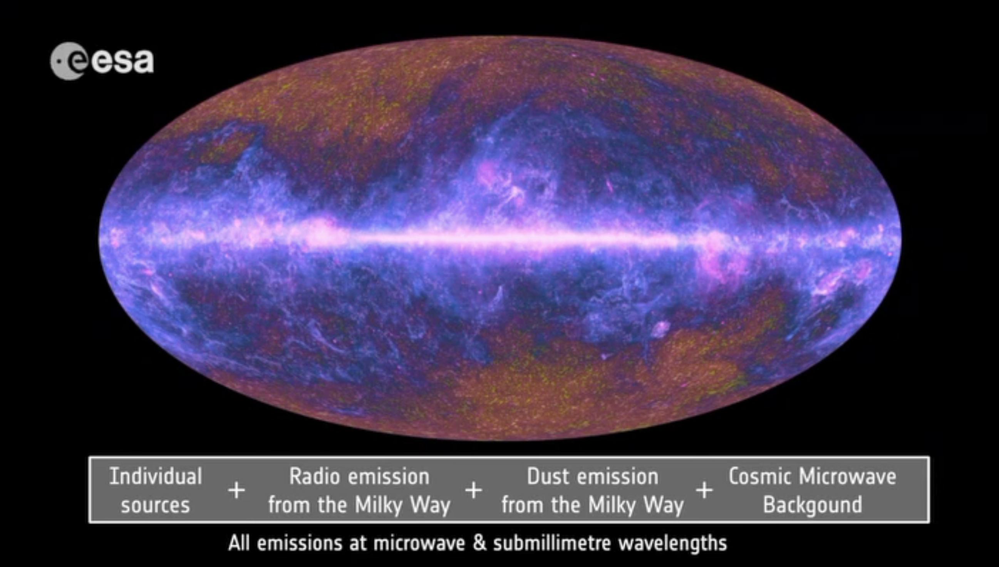 esa
Individual
sources
+
Radio emission
from the Milky Way
+
Dust emission
from the Milky Way
+
Cosmic Microwave
Backgound
All emissions at microwave & submillimetre wavelengths